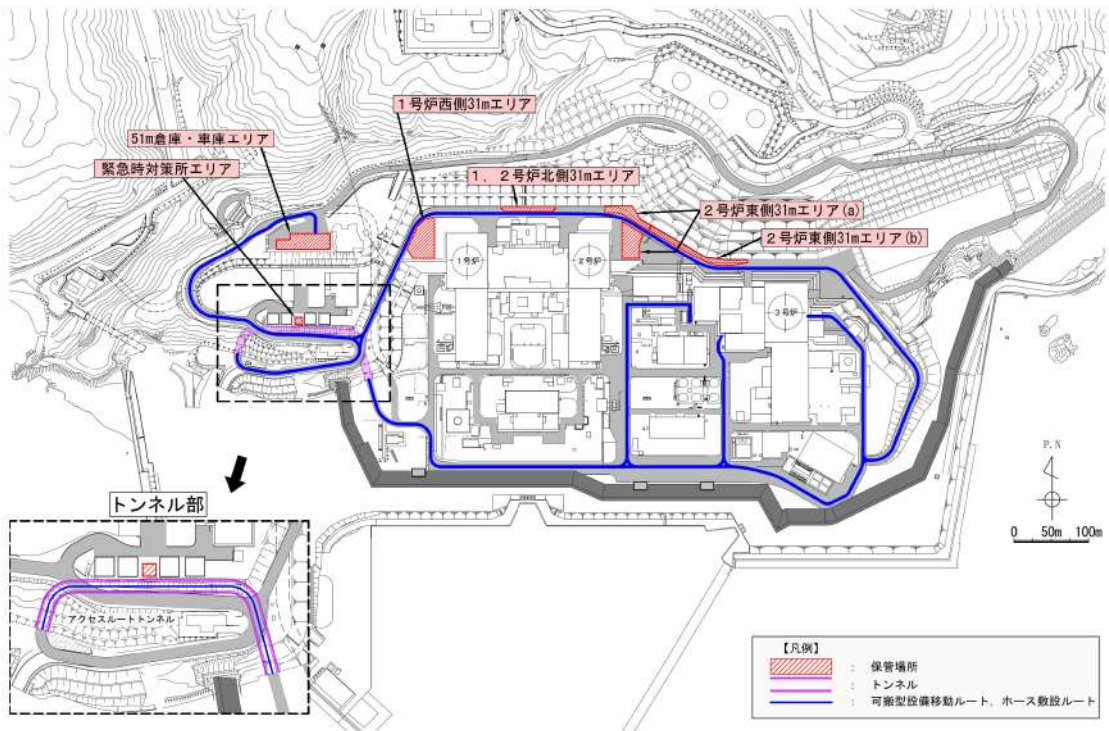 1号炉西側31mエリア
51m倉庫・車庫エリア
緊急時対策所エリア
1,2号炉北側31mエリア
2号炉東側31mエリア(a)
2号炉東側31mエリア(b)
1号炉
2号炉
3号炉
P.N
0 50m 100m
トンネル部
アクセスルートトンネル
【凡例】
: 保管場所
: トンネル
: 可搬型設備移動ルート,ホース敷設ルート